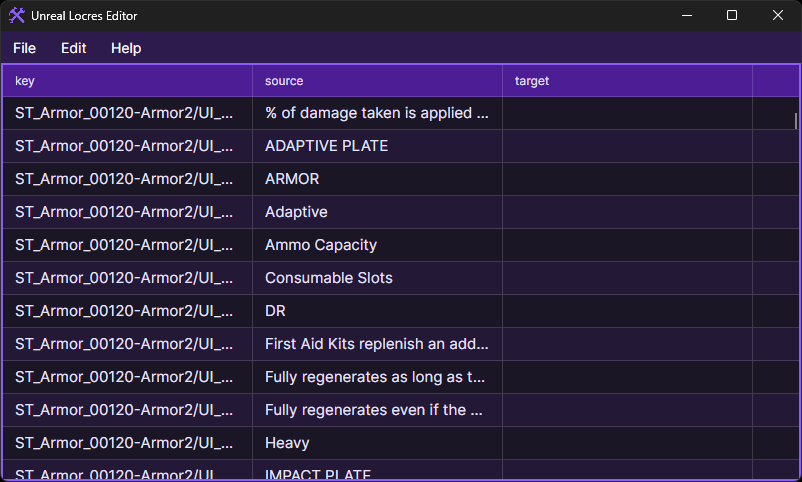 Unreal Locres Editor
File Edit Help
key source target
ST_Armor_00120-Armor2/UI_... % of damage taken is applied ...
ST_Armor_00120-Armor2/UI_... ADAPTIVE PLATE
ST_Armor_00120-Armor2/UI_... ARMOR
ST_Armor_00120-Armor2/UI_... Adaptive
ST_Armor_00120-Armor2/UI_... Ammo Capacity
ST_Armor_00120-Armor2/UI_... Consumable Slots
ST_Armor_00120-Armor2/UI_... DR
ST_Armor_00120-Armor2/UI_... First Aid Kits replenish an add...
ST_Armor_00120-Armor2/UI_... Fully regenerates as long as t...
ST_Armor_00120-Armor2/UI_... Fully regenerates even if the ...
ST_Armor_00120-Armor2/UI_... Heavy
ST_Armor_00120-Armor2/UI... IMPACT PLATE